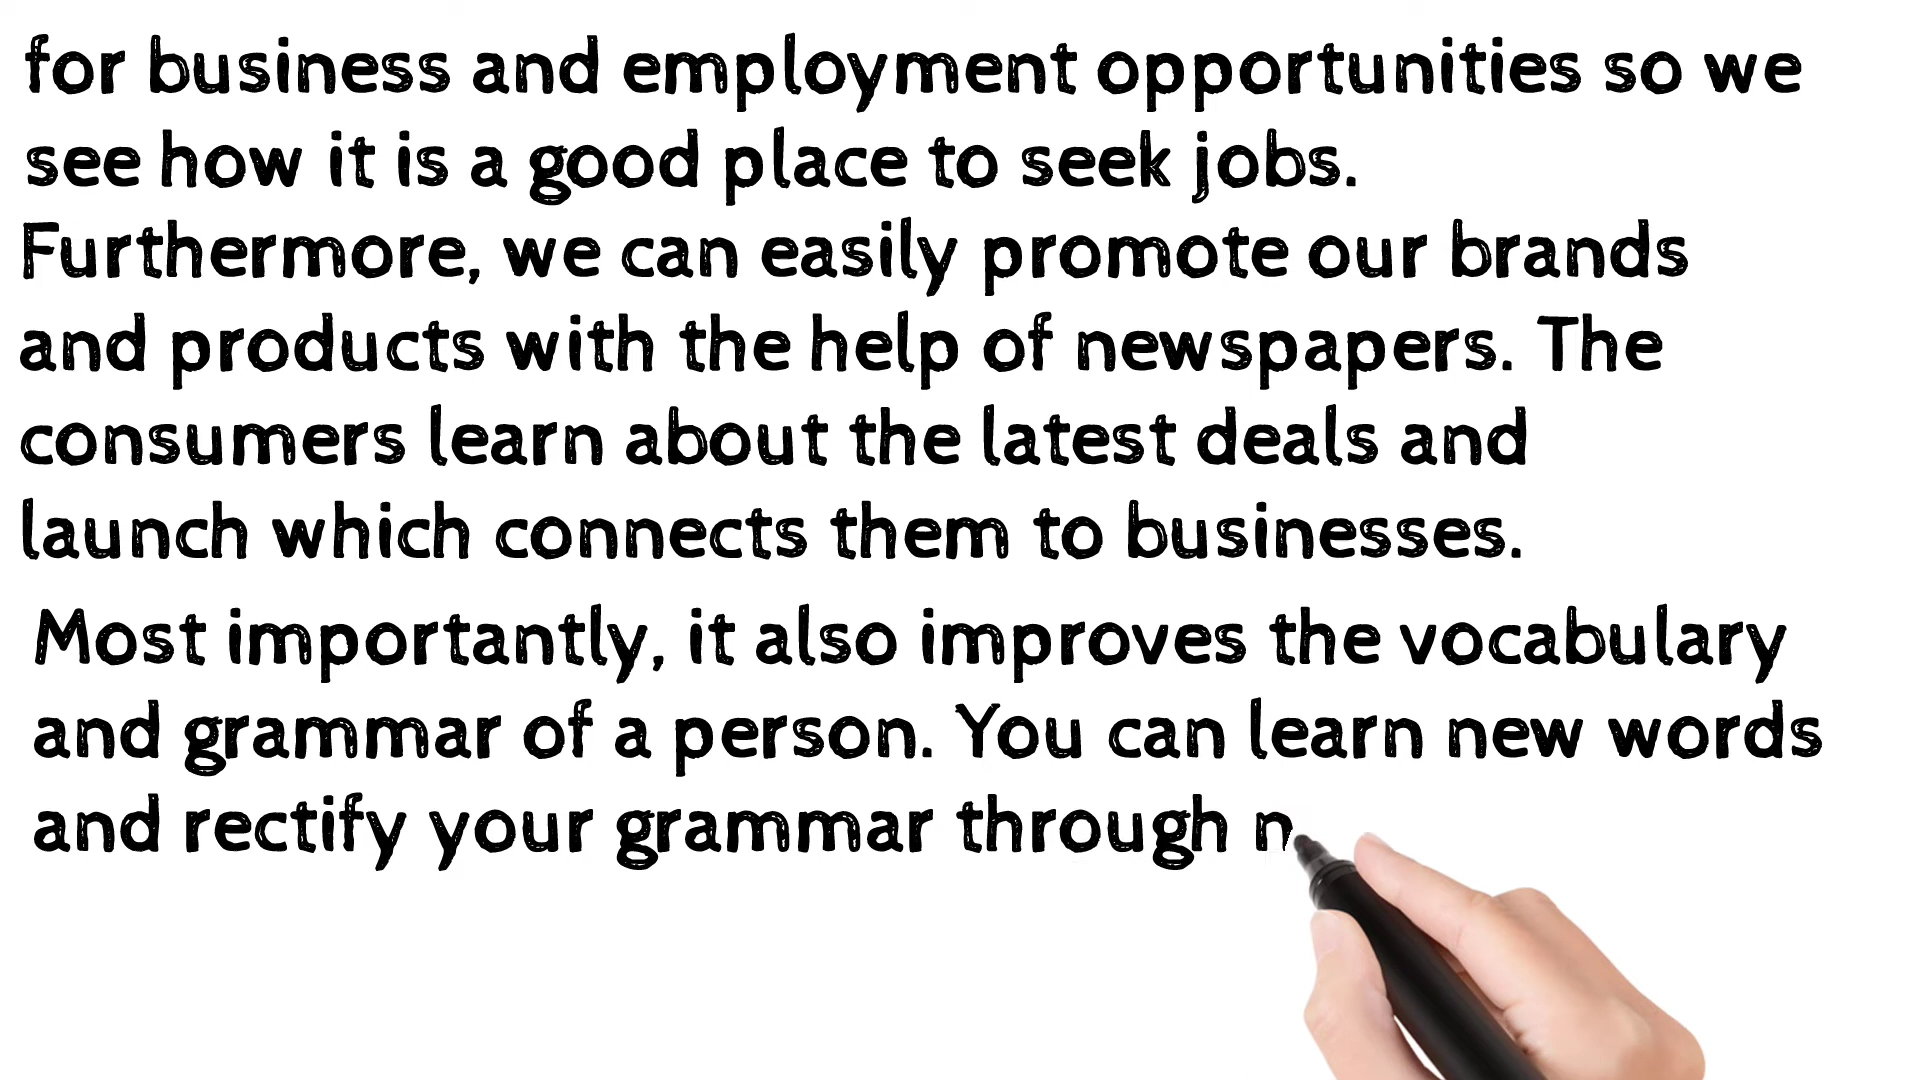 for business and employment opportunities so we
see how it is a good place to seek jobs.
Furthermore, we can easily promote our brands
and products with the help of newspapers. The
consumers learn about the latest deals and
launch which connects them to businesses.
Most importantly, it also improves the vocabulary
and grammar of a person. You can learn new words
and rectify your grammar through n